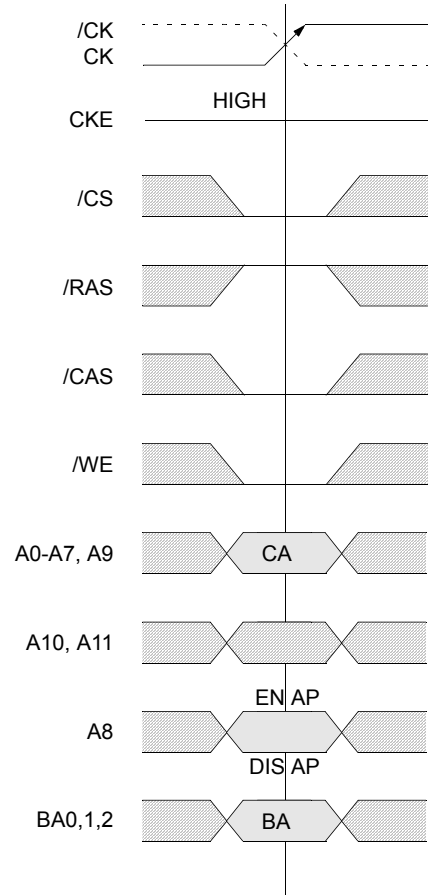 /CK
CK
HIGH
CKE
/CS
/RAS
/CAS
/WE
A0-A7, A9 CA
A10, A11
EN AP
A8
DIS AP
BA0,1,2 BA